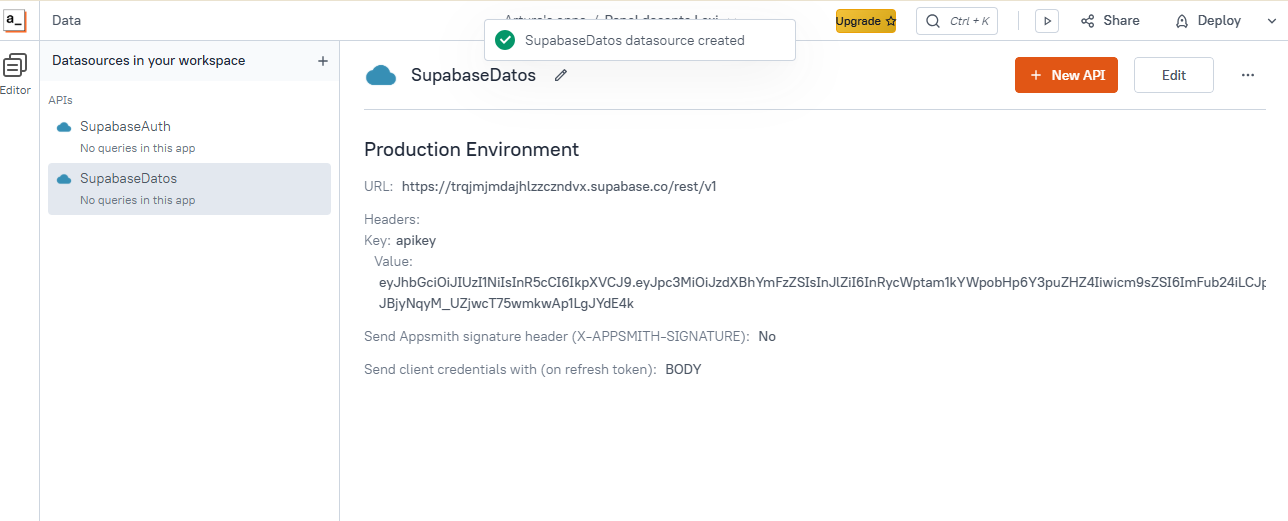 a_
Data
Upgrade
Ctrl + K
Share
Deploy
SupabaseDatos datasource created
Editor
Datasources in your workspace
APIs
SupabaseAuth
No queries in this app
SupabaseDatos
No queries in this app
SupabaseDatos
New API
Edit
Production Environment
URL: https://trqjmjmdajhlzzczndvx.supabase.co/rest/v1
Headers:
Key: apikey
Value:
eyJhbGciOiJIUzI1NiIsInR5cCI6IkpXVCJ9.eyJpc3MiOiJzdXBhYmFzZSIsInJlZiI6InRycWptam1kYWpobHp6Y3puZHZ4Iiwicm9sZSI6ImFub24iLCJp
JBjyNqyM_UZjwcT75wmkwAp1LgJYdE4k
Send Appsmith signature header (X-APPSMITH-SIGNATURE): No
Send client credentials with (on refresh token): BODY